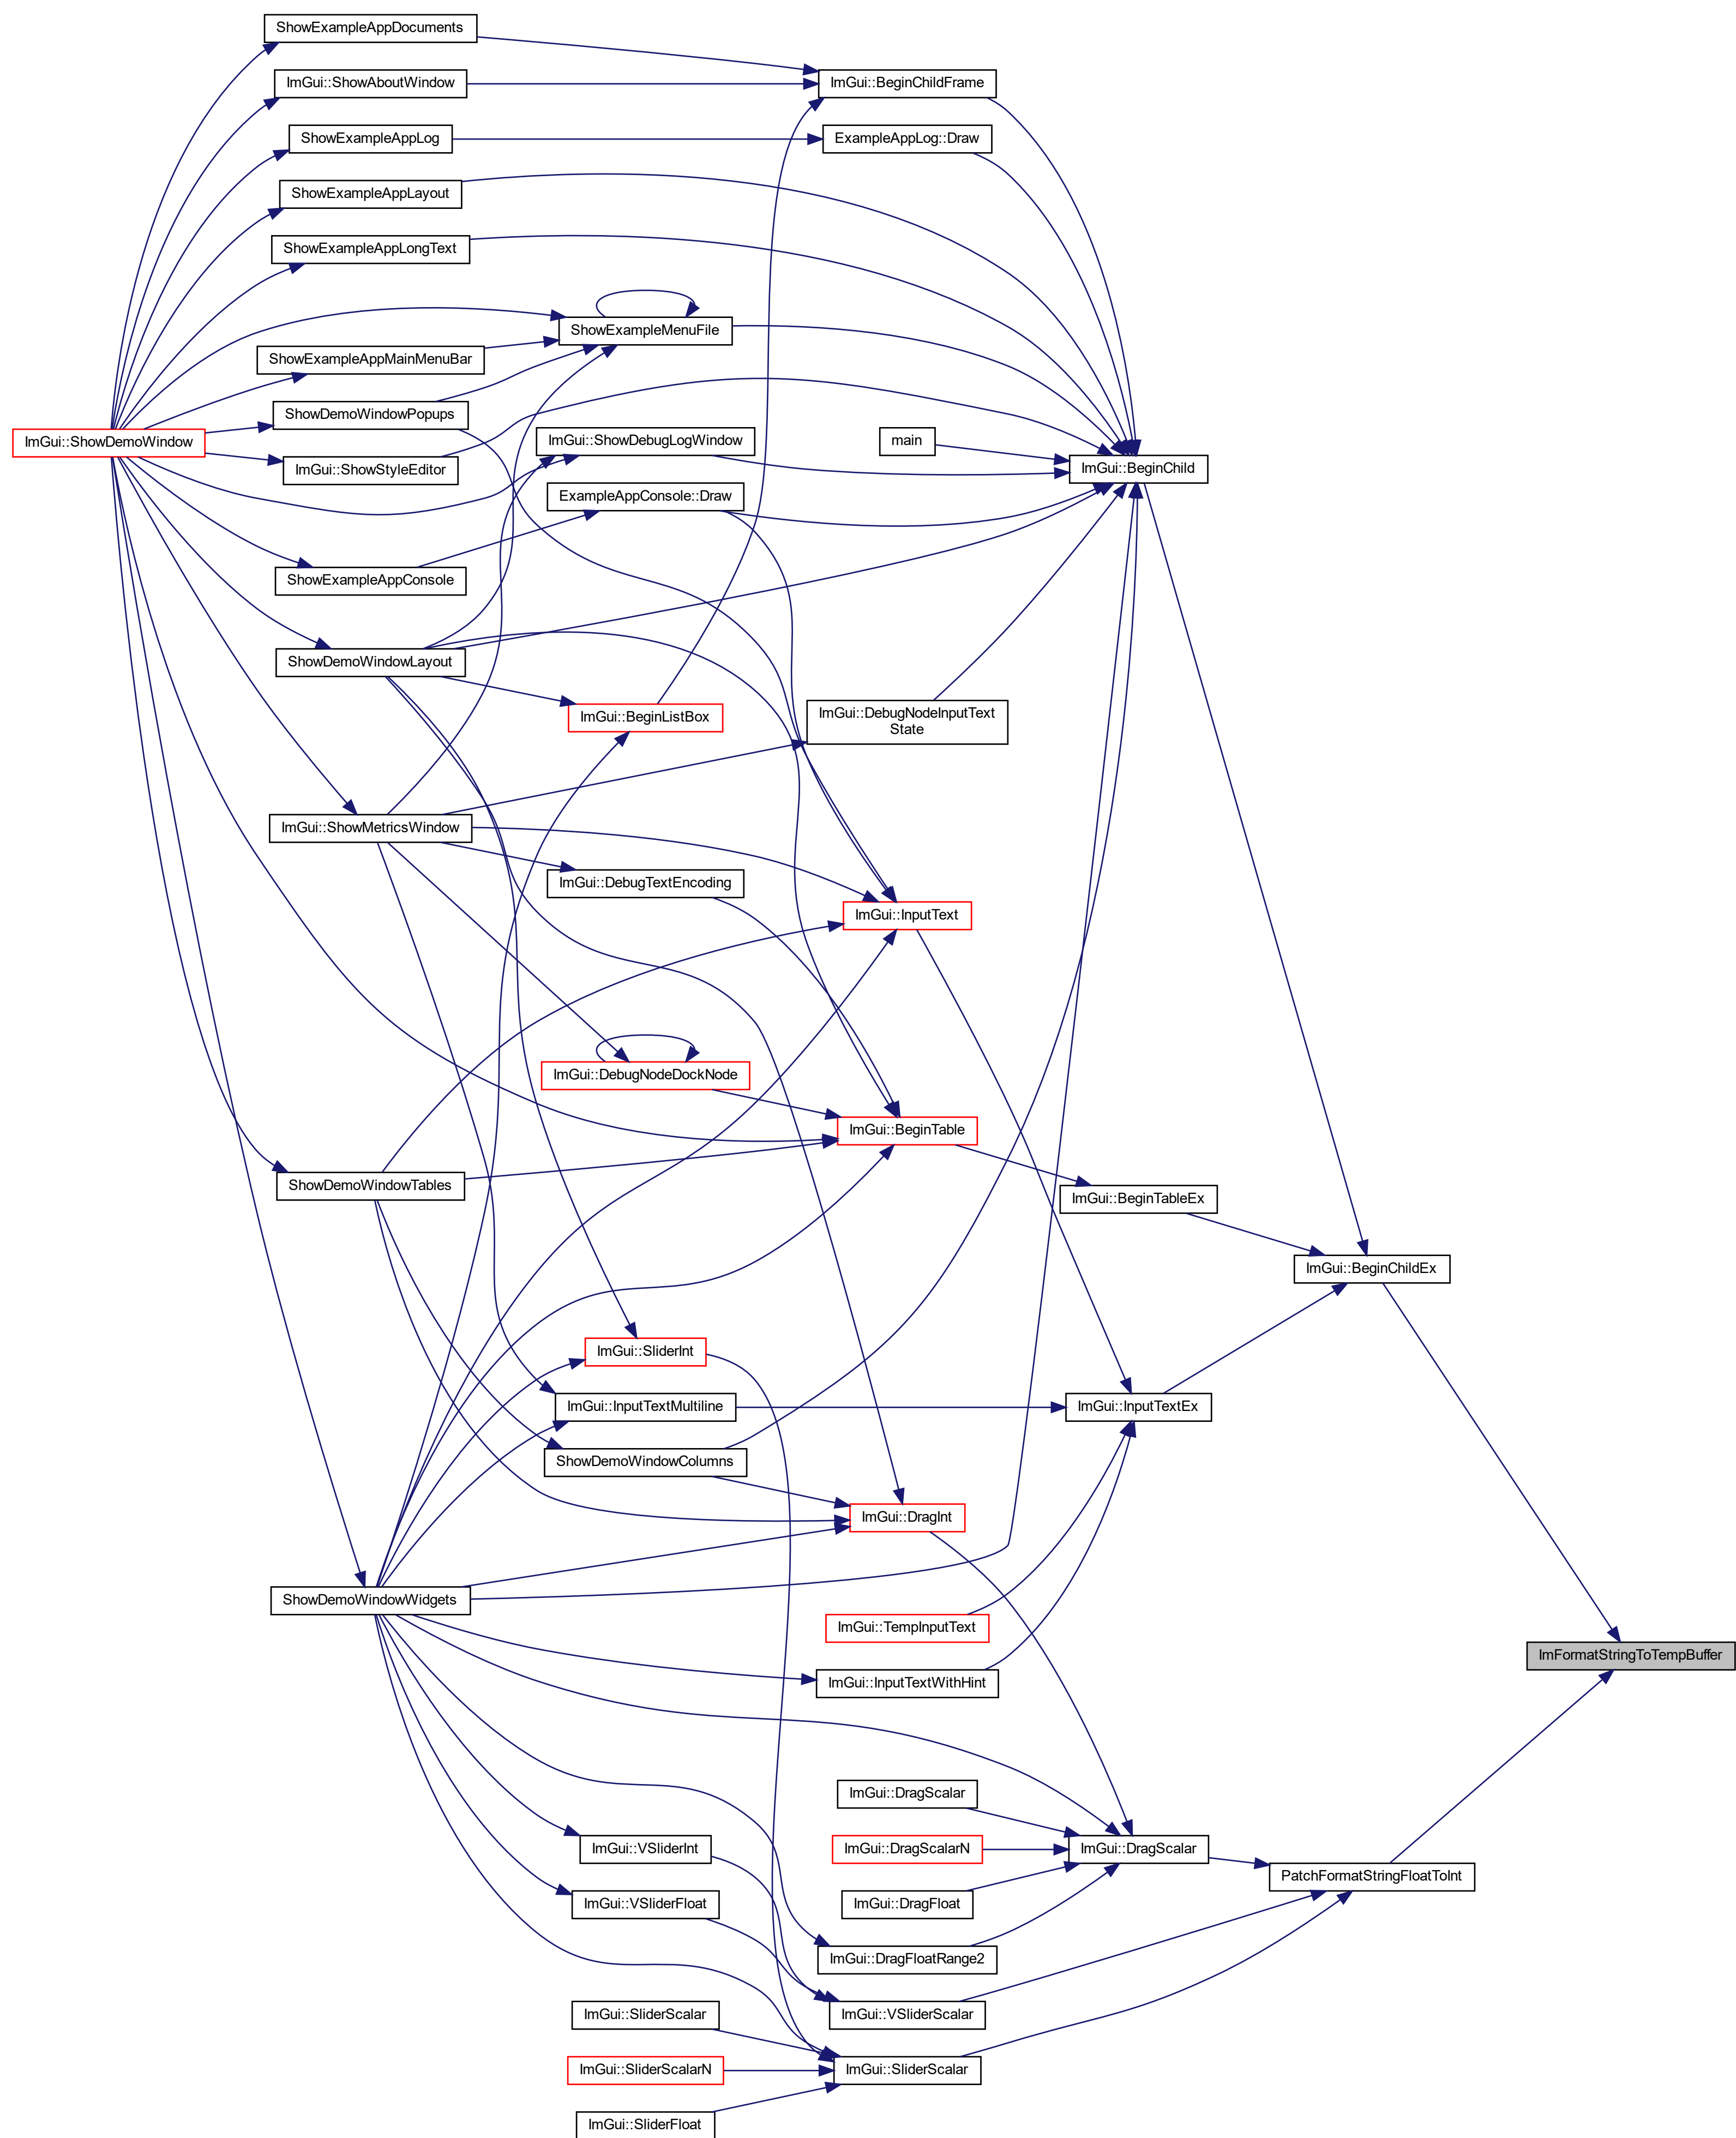 ShowExampleAppDocuments
ImGui::ShowAboutWindow
ImGui::BeginChildFrame
ShowExampleAppLog
ExampleAppLog::Draw
ShowExampleAppLayout
ShowExampleAppLongText
ShowExampleMenuFile
ShowExampleAppMainMenuBar
ShowDemoWindowPopups
ImGui::ShowDemoWindow
ImGui::ShowDebugLogWindow
main
ImGui::ShowStyleEditor
ImGui::BeginChild
ExampleAppConsole::Draw
ShowExampleAppConsole
ShowDemoWindowLayout
ImGui::BeginListBox
ImGui::DebugNodeInputText
State
ImGui::ShowMetricsWindow
ImGui::DebugTextEncoding
ImGui::InputText
ImGui::DebugNodeDockNode
ImGui::BeginTable
ShowDemoWindowTables
ImGui::BeginTableEx
ImGui::BeginChildEx
ImGui::SliderInt
ImGui::InputTextMultiline
ImGui::InputTextEx
ShowDemoWindowColumns
ImGui::DragInt
ShowDemoWindowWidgets
ImGui::TempInputText
ImFormatStringToTempBuffer
ImGui::InputTextWithHint
ImGui::DragScalar
ImGui::VSliderInt
ImGui::DragScalarN
ImGui::DragScalar
PatchFormatStringFloatToInt
ImGui::VSliderFloat
ImGui::DragFloat
ImGui::DragFloatRange2
ImGui::SliderScalar
ImGui::VSliderScalar
ImGui::SliderScalarN
ImGui::SliderScalar
ImGui::SliderFloat